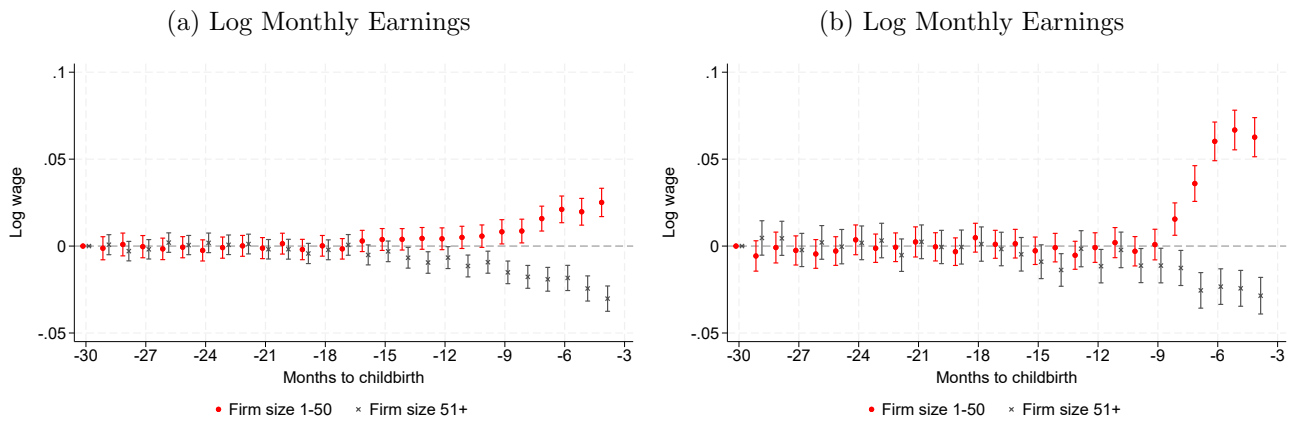 (a) Log Monthly Earnings
.1
.05
0
-.05
Log wage
-30 -27 -24 -21 -18 -15 -12 -9 -6 -3
Months to childbirth
Firm size 1-50 Firm size 51+
(b) Log Monthly Earnings
.1
.05
0
-.05
Log wage
-30 -27 -24 -21 -18 -15 -12 -9 -6 -3
Months to childbirth
Firm size 1-50 Firm size 51+